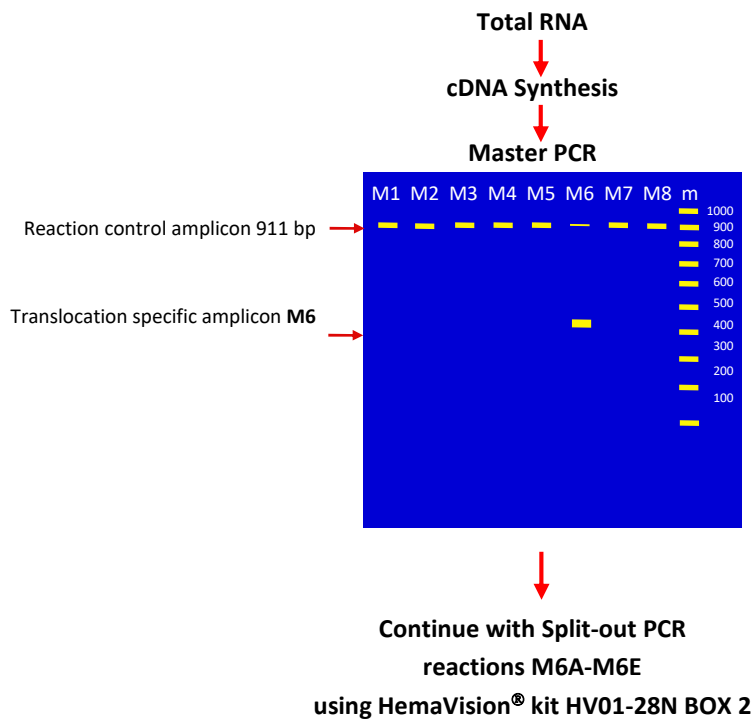 Total RNA
cDNA Synthesis
Master PCR
M1 M2 M3 M4 M5 M6 M7 M8 m
Reaction control amplicon 911 bp
1000
900
800
700
600
500
Translocation specific amplicon M6
400
300
200
100
Continue with Split-out PCR
reactions M6A-M6E
using HemaVision® kit HV01-28N BOX 2